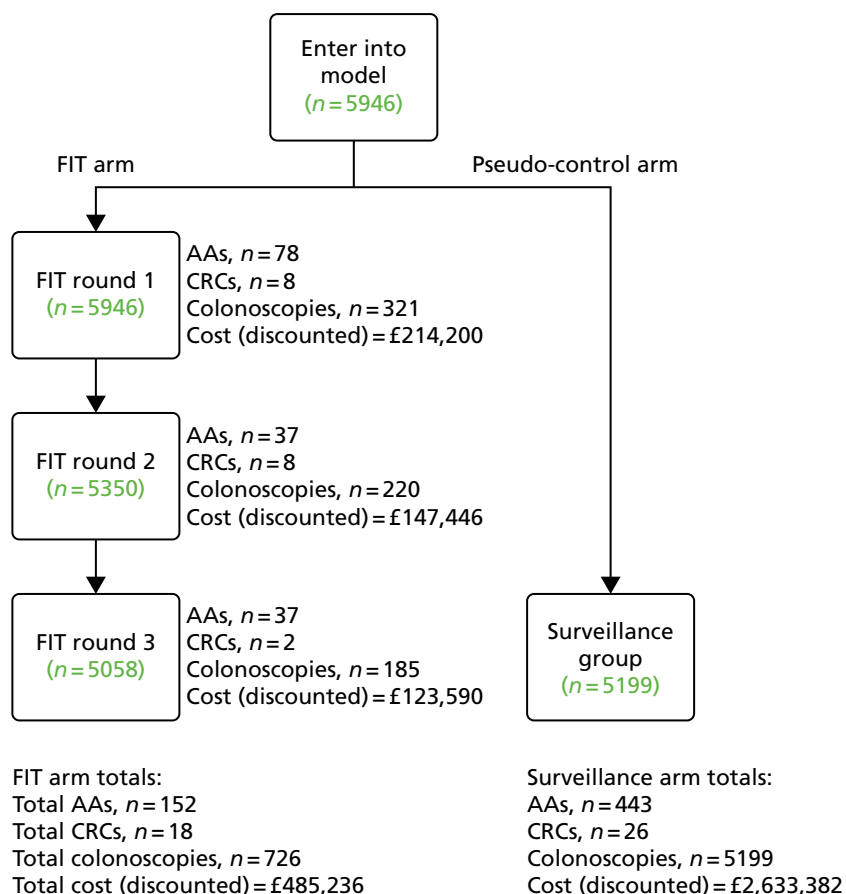 Enter into
model
(n=5946)
FIT arm
Pseudo-control arm
FIT round 1
(n=5946)
AAs, n=78
CRCs, n=8
Colonoscopies, n=321
Cost (discounted)=£214,200
FIT round 2
(n=5350)
AAs, n=37
CRCs, n=8
Colonoscopies, n=220
Cost (discounted)=£147,446
FIT round 3
(n=5058)
AAs, n=37
CRCs, n=2
Colonoscopies, n=185
Cost (discounted)=£123,590
Surveillance
group
(n=5199)
FIT arm totals:
Total AAs, n=152
Total CRCs, n=18
Total colonoscopies, n=726
Total cost (discounted)=£485,236
Surveillance arm totals:
AAs, n=443
CRCs, n=26
Colonoscopies, n=5199
Cost (discounted)=£2,633,382